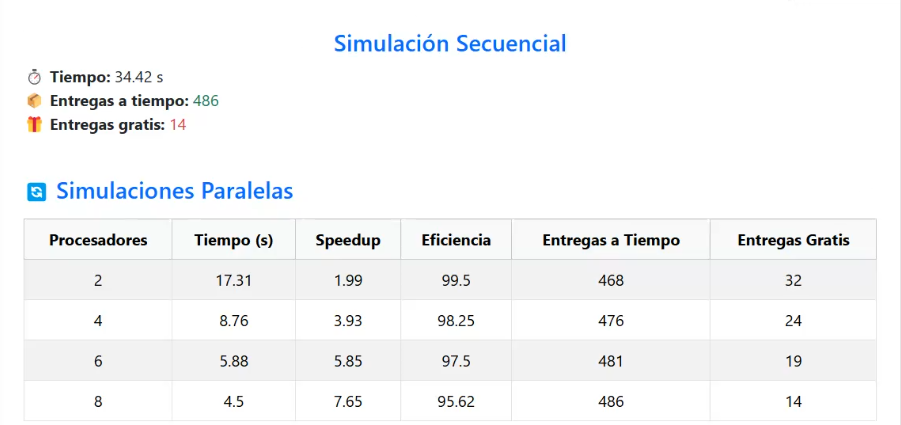 Simulación Secuencial
⏱ Tiempo: 34.42 s
📦 Entregas a tiempo: 486
🎁 Entregas gratis: 14
🔄 Simulaciones Paralelas
Procesadores Tiempo (s) Speedup Eficiencia Entregas a Tiempo Entregas Gratis
2 17.31 1.99 99.5 468 32
4 8.76 3.93 98.25 476 24
6 5.88 5.85 97.5 481 19
8 4.5 7.65 95.62 486 14